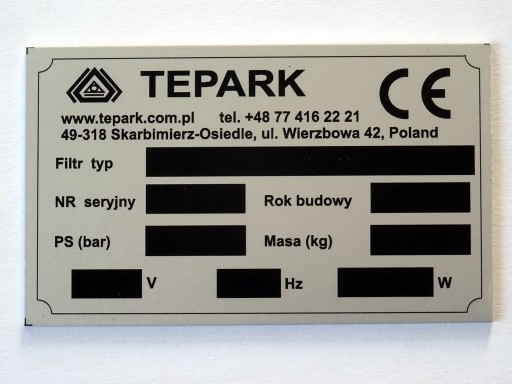 TEPARK CE
www.tepark.com.pl tel. +48 77 416 22 21
49-318 Skarbimierz-Osiedle, ul. Wierzbowa 42, Poland
Filtr typ
NR seryjny Rok budowy
PS (bar) Masa (kg)
V Hz W